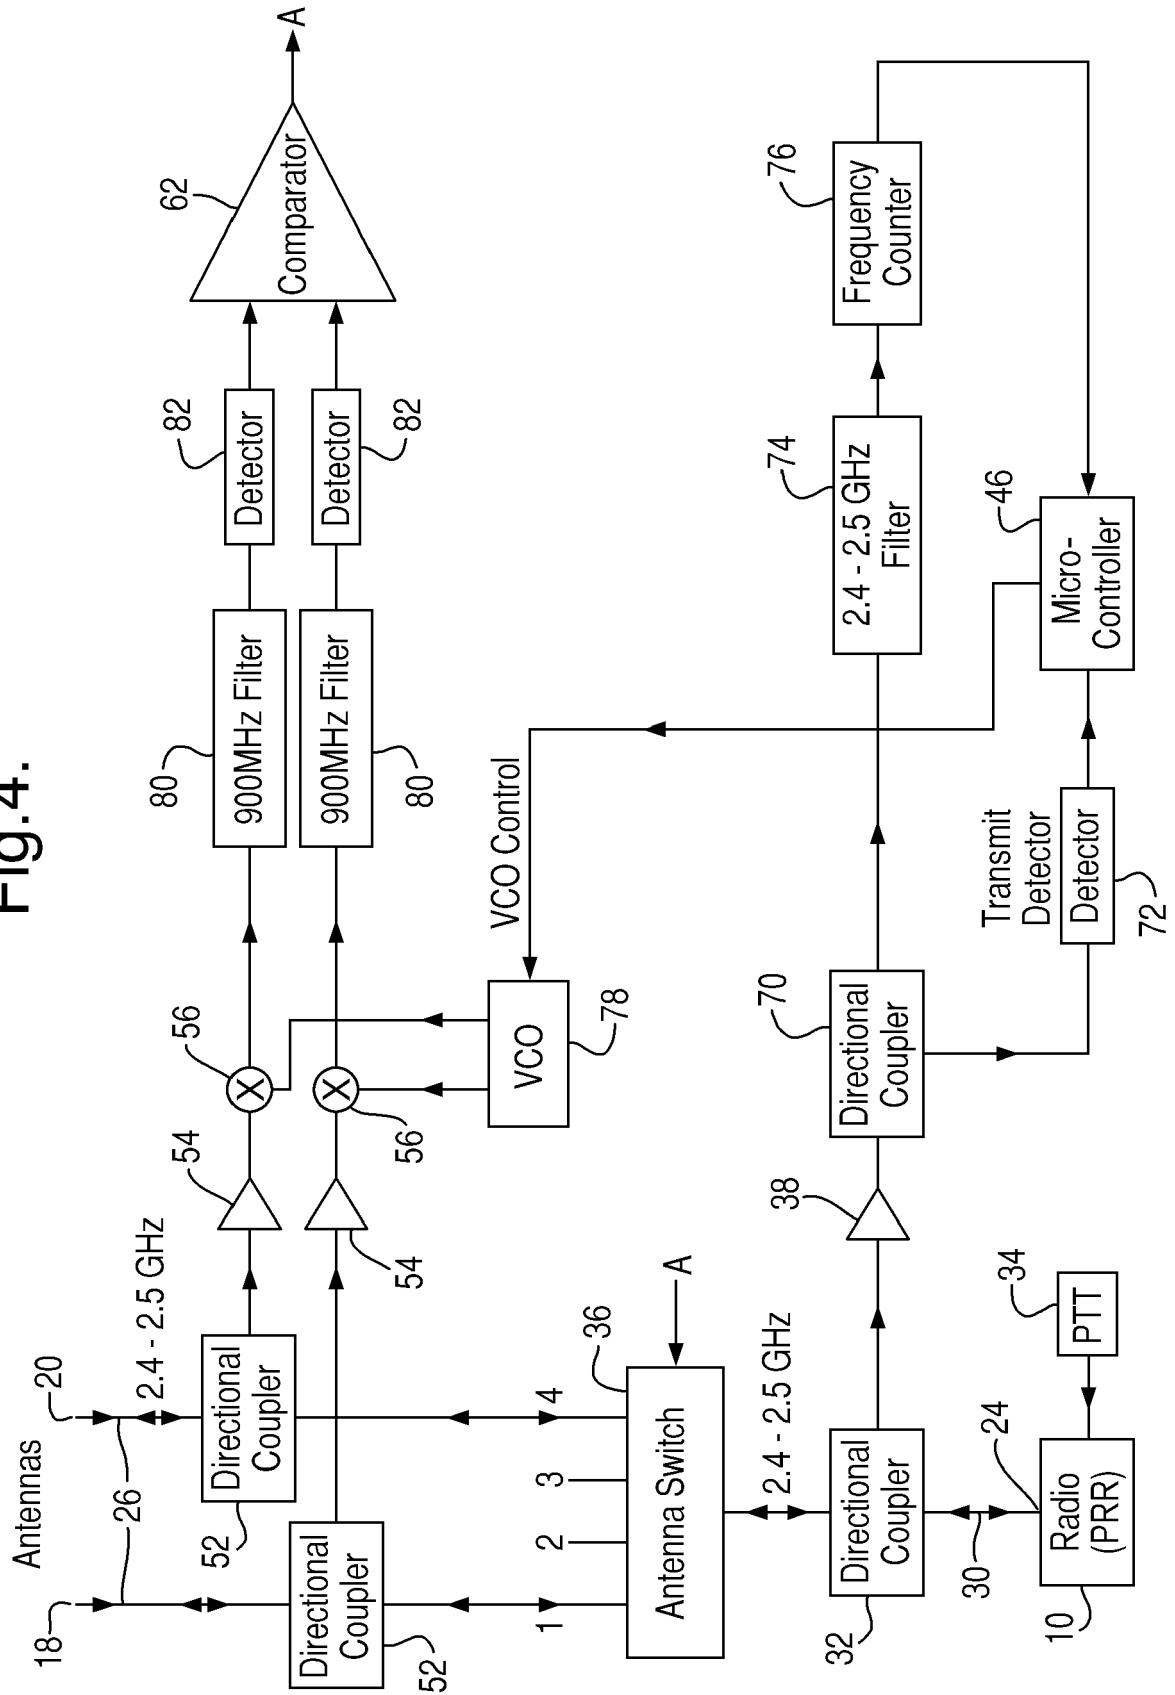 Fig.4.
Antennas
18
20
26
2.4 - 2.5 GHz
52
Directional
Coupler
52
Directional
Coupler
54
54
56
56
80
900MHz Filter
900MHz Filter
80
82
Detector
Detector
82
62
Comparator
A
VCO
78
VCO Control
1
2
3
4
36
Antenna Switch
A
2.4 - 2.5 GHz
32
Directional
Coupler
38
70
Directional
Coupler
74
2.4 - 2.5 GHz
Filter
76
Frequency
Counter
30
24
10
Radio
(PRR)
34
PTT
Transmit
Detector
Detector
72
46
Micro-
Controller